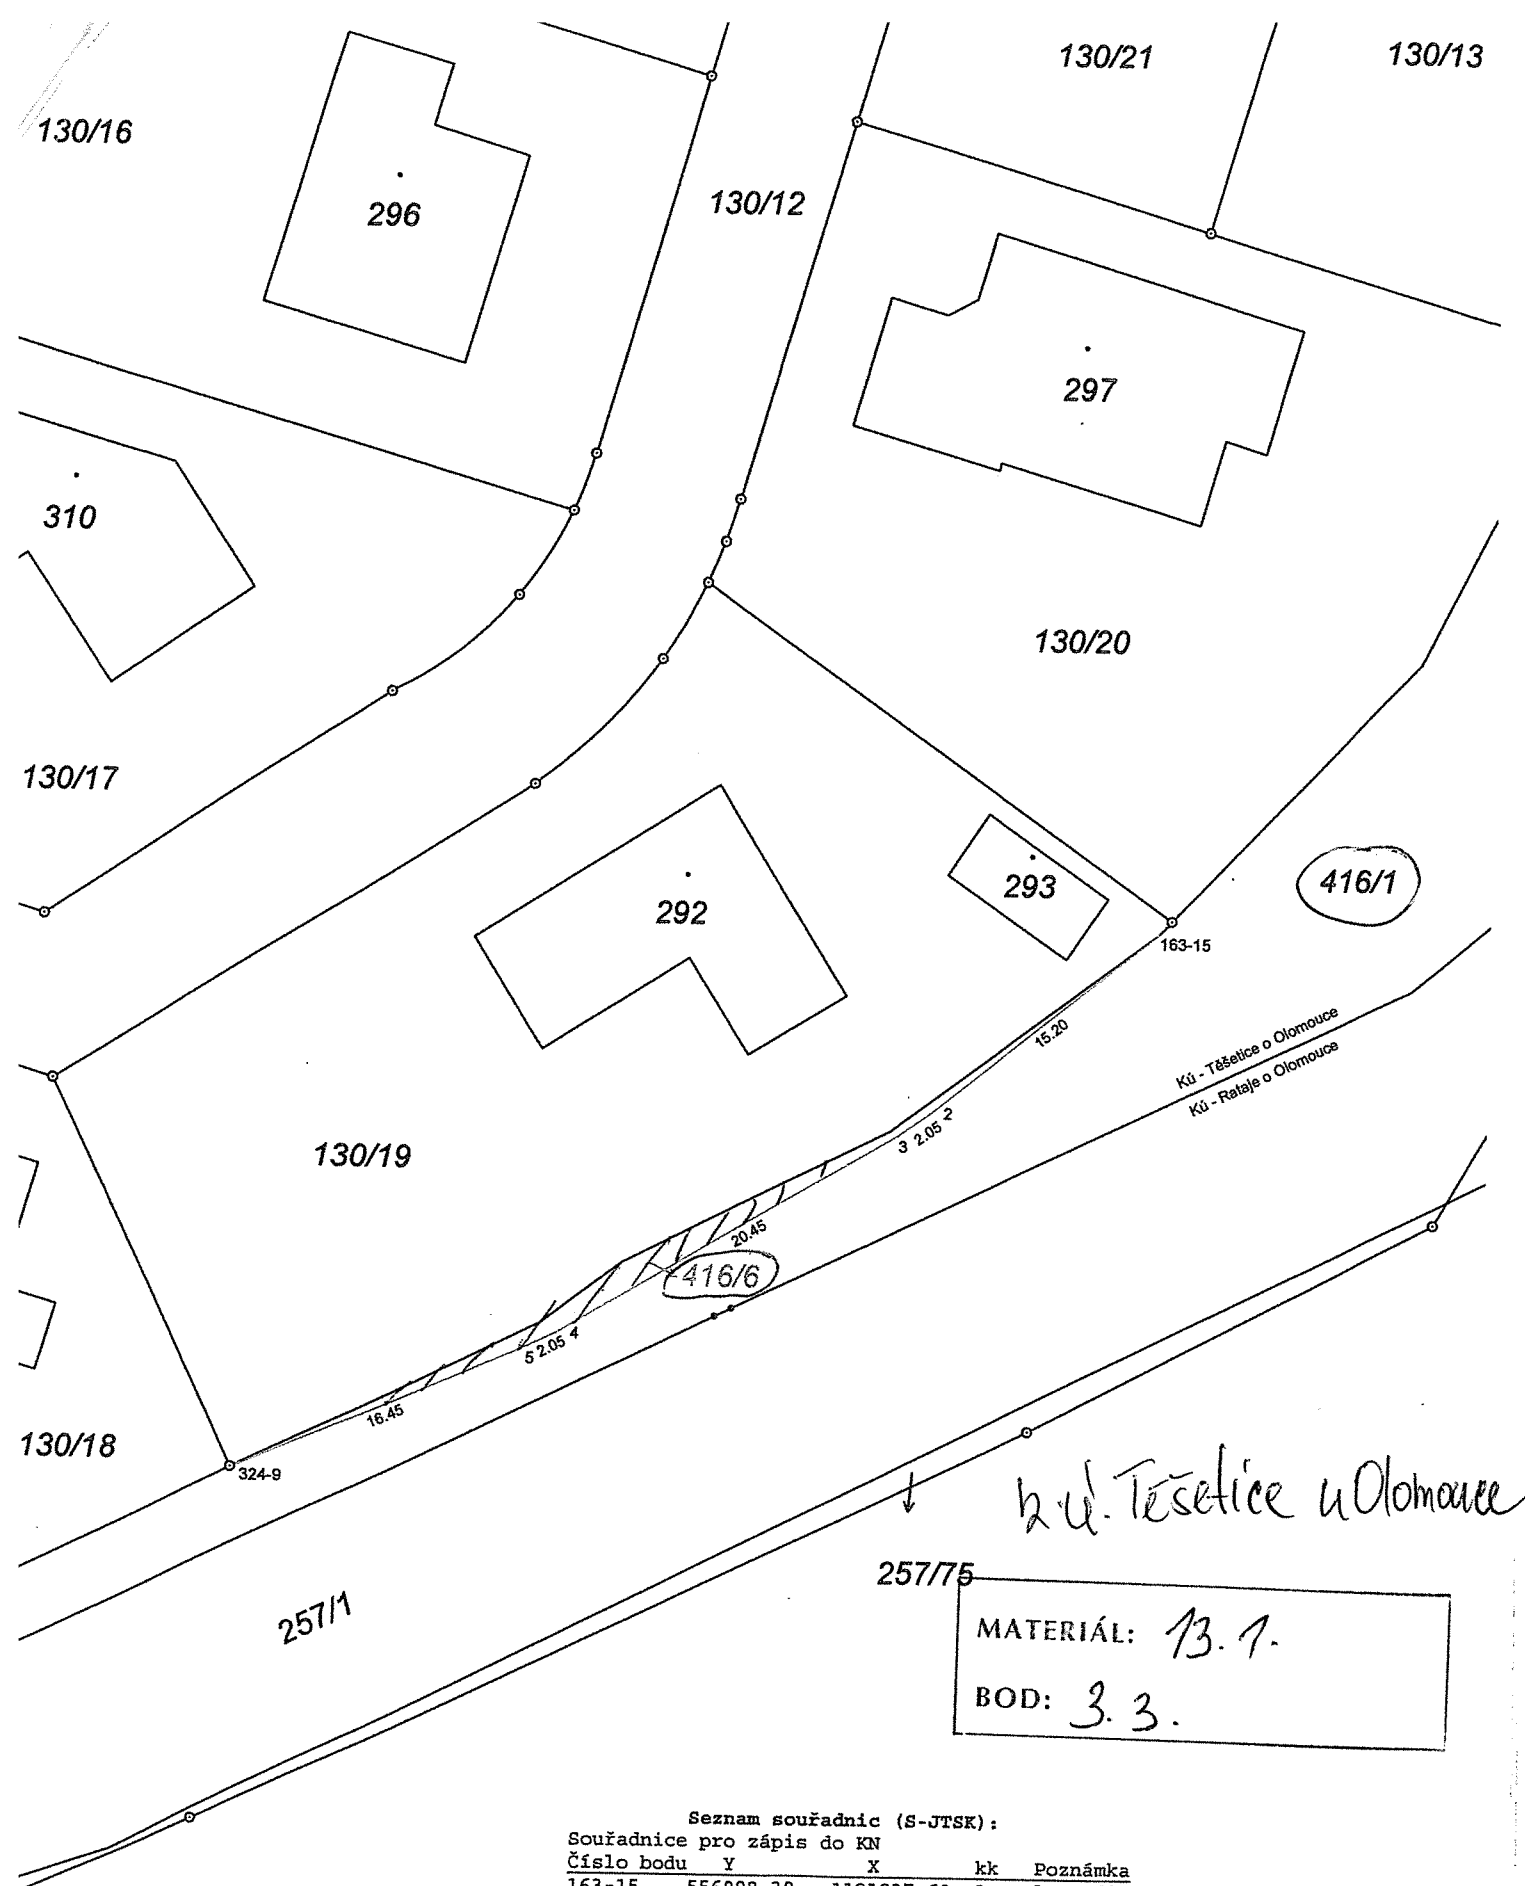 130/21
130/13
130/16
296
130/12
297
310
130/20
130/17
292
293
416/1
163-15
15.20
Kú - Těšetice o Olomouce
Kú - Rataje o Olomouce
130/19
3 2.05 2
20.45
416/6
5 2.05 4
16.45
130/18
324-9
k.ú. Těšetice u Olomouce
257/75
257/1
MATERIÁL: 13.1.
BOD: 3.3.
Seznam souřadnic (S-JTSK):
Souřadnice pro zápis do KN
Číslo bodu Y X kk Poznámka
163-15